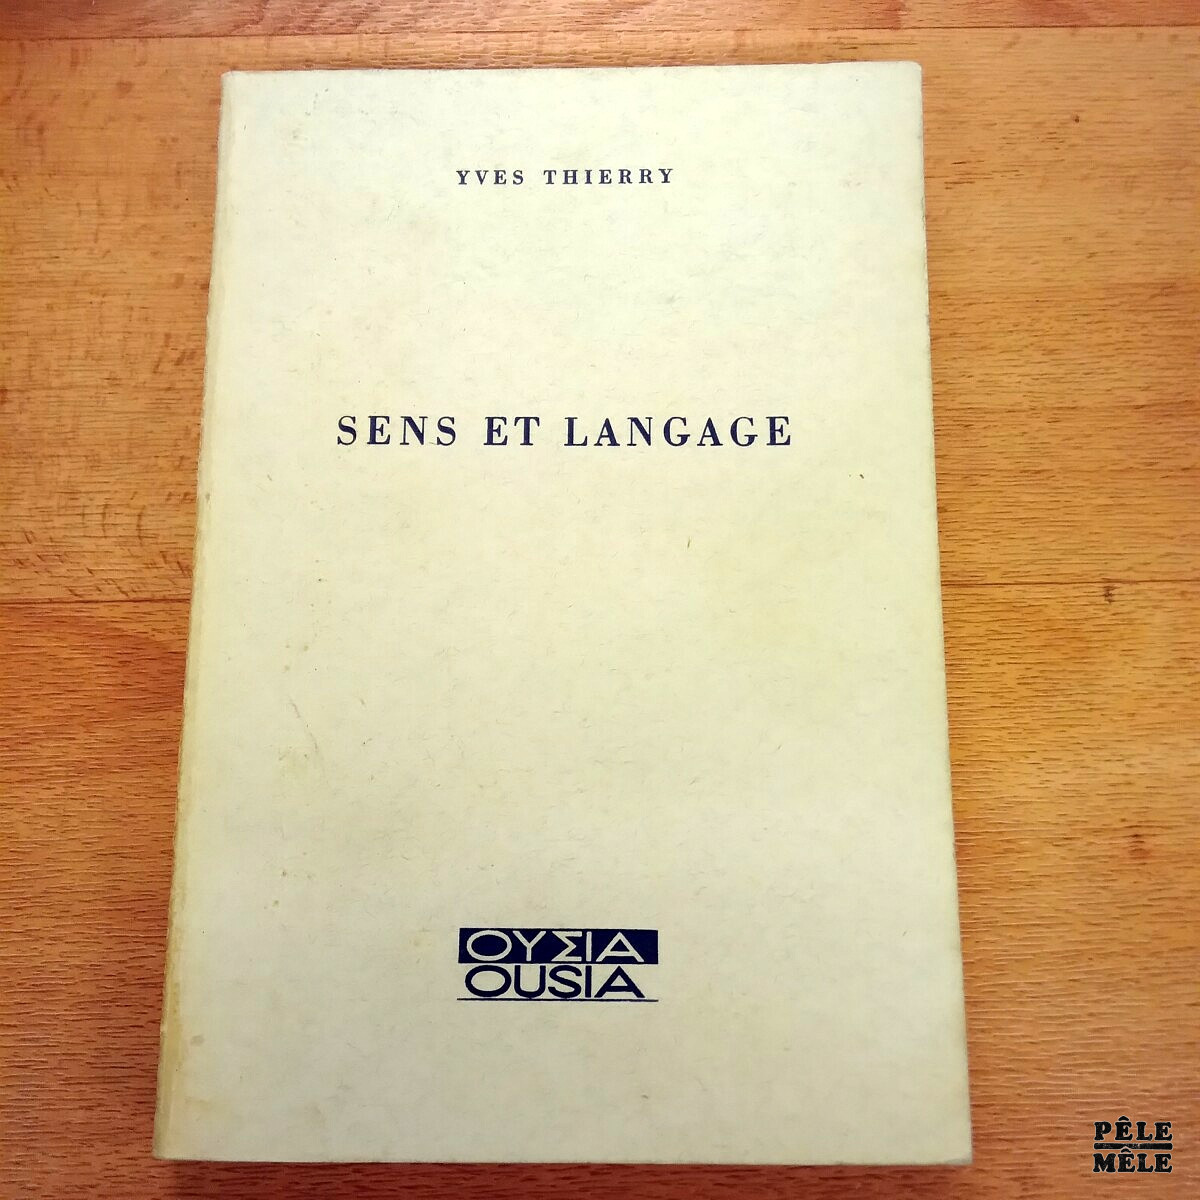 YVES THIERRY
SENS ET LANGAGE
ΟΥΣΙΑ
OUSIA
PÊLE
MÊLE